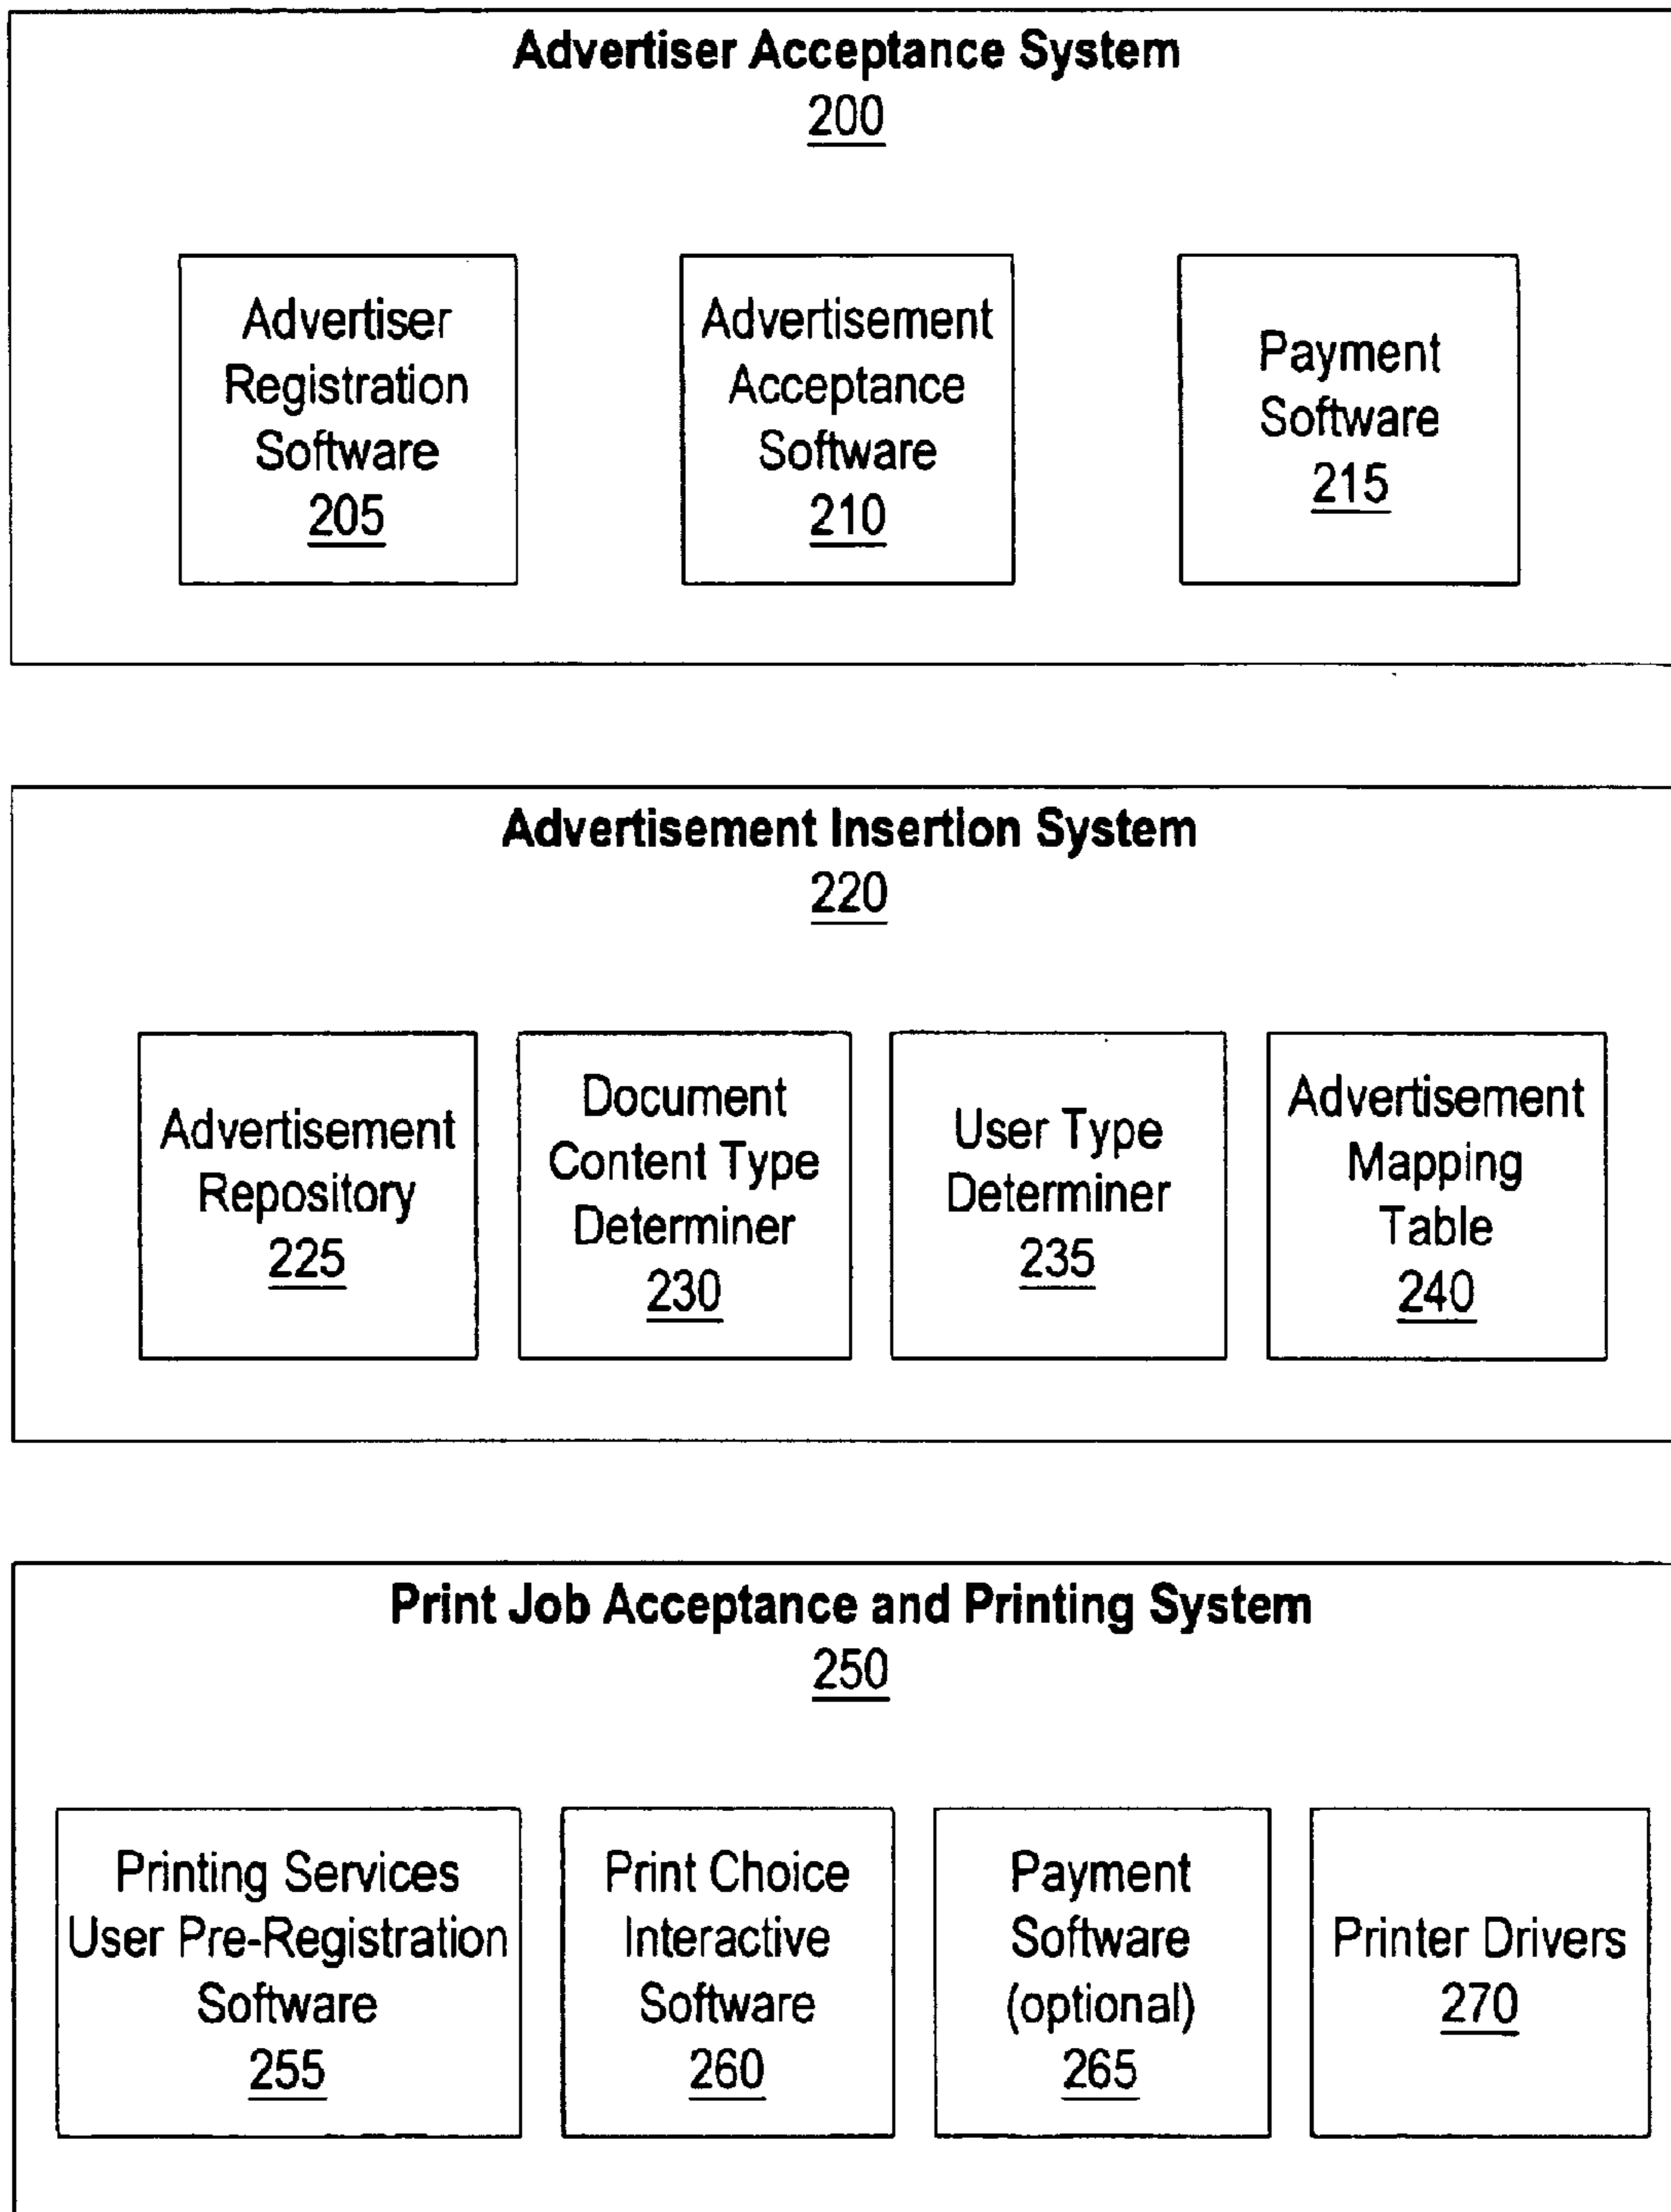 Advertiser Acceptance System
200
Advertiser
Registration
Software
205
Advertisement
Acceptance
Software
210
Payment
Software
215
Advertisement Insertion System
220
Advertisement
Repository
225
Document
Content Type
Determiner
230
User Type
Determiner
235
Advertisement
Mapping
Table
240
Print Job Acceptance and Printing System
250
Printing Services
User Pre-Registration
Software
255
Print Choice
Interactive
Software
260
Payment
Software
(optional)
265
Printer Drivers
270